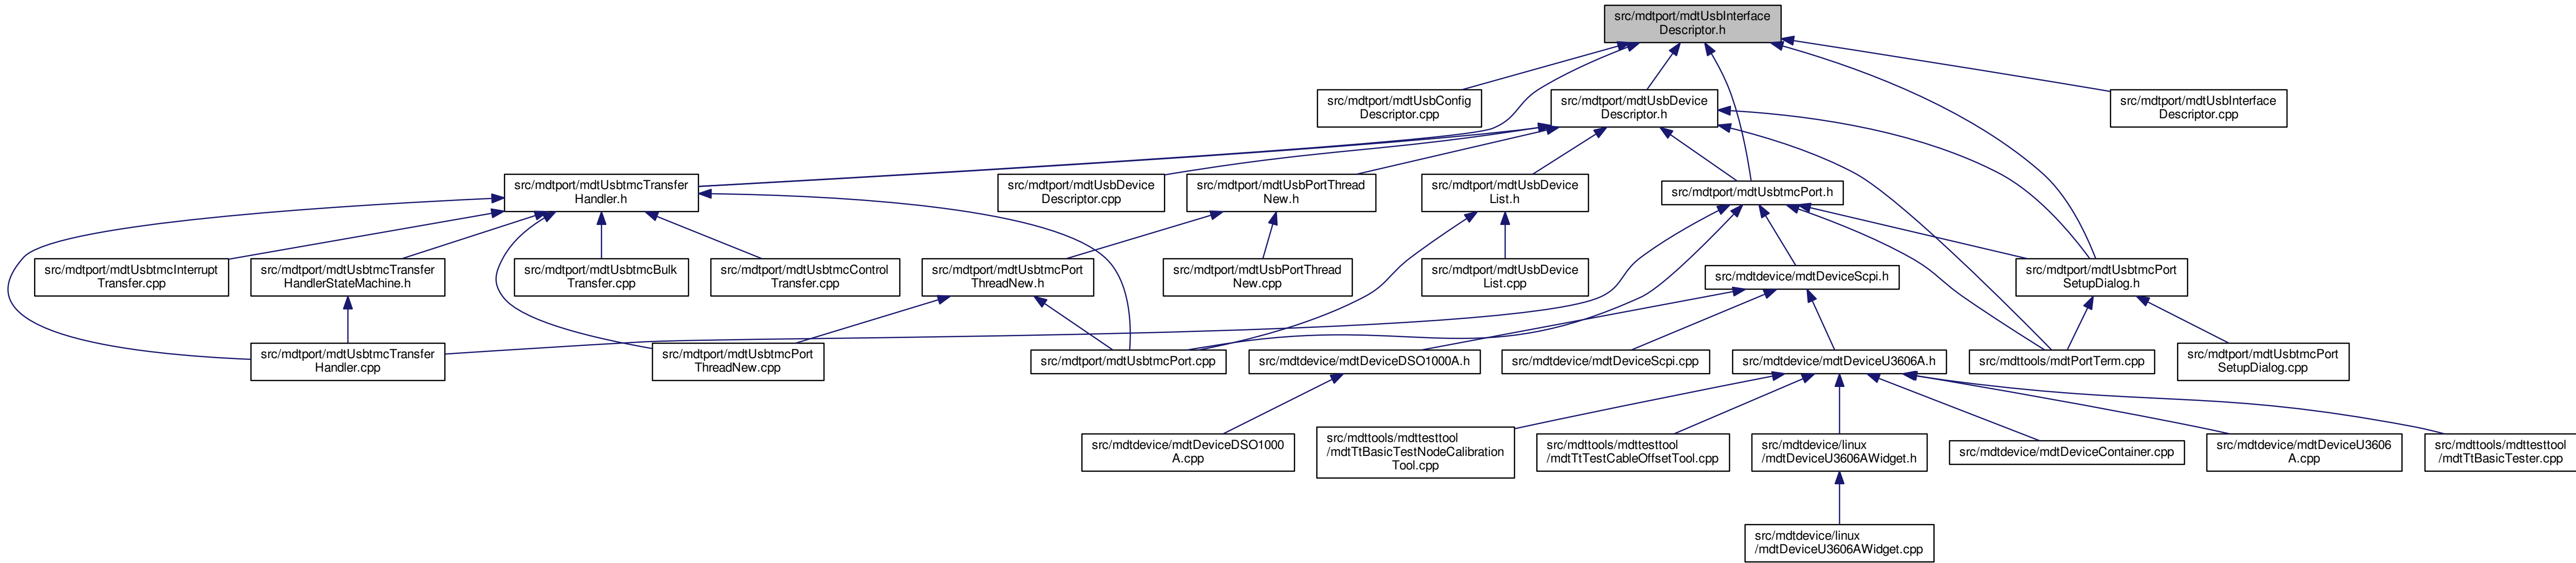 src/mdtport/mdtUsbInterface
Descriptor.h
src/mdtport/mdtUsbConfig
Descriptor.cpp
src/mdtport/mdtUsbDevice
Descriptor.h
src/mdtport/mdtUsbInterface
Descriptor.cpp
src/mdtport/mdtUsbtmcTransfer
Handler.h
src/mdtport/mdtUsbDevice
Descriptor.cpp
src/mdtport/mdtUsbPortThread
New.h
src/mdtport/mdtUsbDevice
List.h
src/mdtport/mdtUsbtmcPort.h
src/mdtport/mdtUsbtmcInterrupt
Transfer.cpp
src/mdtport/mdtUsbtmcTransfer
HandlerStateMachine.h
src/mdtport/mdtUsbtmcBulk
Transfer.cpp
src/mdtport/mdtUsbtmcControl
Transfer.cpp
src/mdtport/mdtUsbtmcPort
ThreadNew.h
src/mdtport/mdtUsbPortThread
New.cpp
src/mdtport/mdtUsbDevice
List.cpp
src/mdtdevice/mdtDeviceScpi.h
src/mdtport/mdtUsbtmcPort
SetupDialog.h
src/mdtport/mdtUsbtmcTransfer
Handler.cpp
src/mdtport/mdtUsbtmcPort
ThreadNew.cpp
src/mdtport/mdtUsbtmcPort.cpp
src/mdtdevice/mdtDeviceDSO1000A.h
src/mdtdevice/mdtDeviceScpi.cpp
src/mdtdevice/mdtDeviceU3606A.h
src/mdttools/mdtPortTerm.cpp
src/mdtport/mdtUsbtmcPort
SetupDialog.cpp
src/mdtdevice/mdtDeviceDSO1000
A.cpp
src/mdttools/mdttesttool
/mdtTtBasicTestNodeCalibration
Tool.cpp
src/mdttools/mdttesttool
/mdtTtTestCableOffsetTool.cpp
src/mdtdevice/linux
/mdtDeviceU3606AWidget.h
src/mdtdevice/mdtDeviceContainer.cpp
src/mdtdevice/mdtDeviceU3606
A.cpp
src/mdttools/mdttesttool
/mdtTtBasicTester.cpp
src/mdtdevice/linux
/mdtDeviceU3606AWidget.cpp